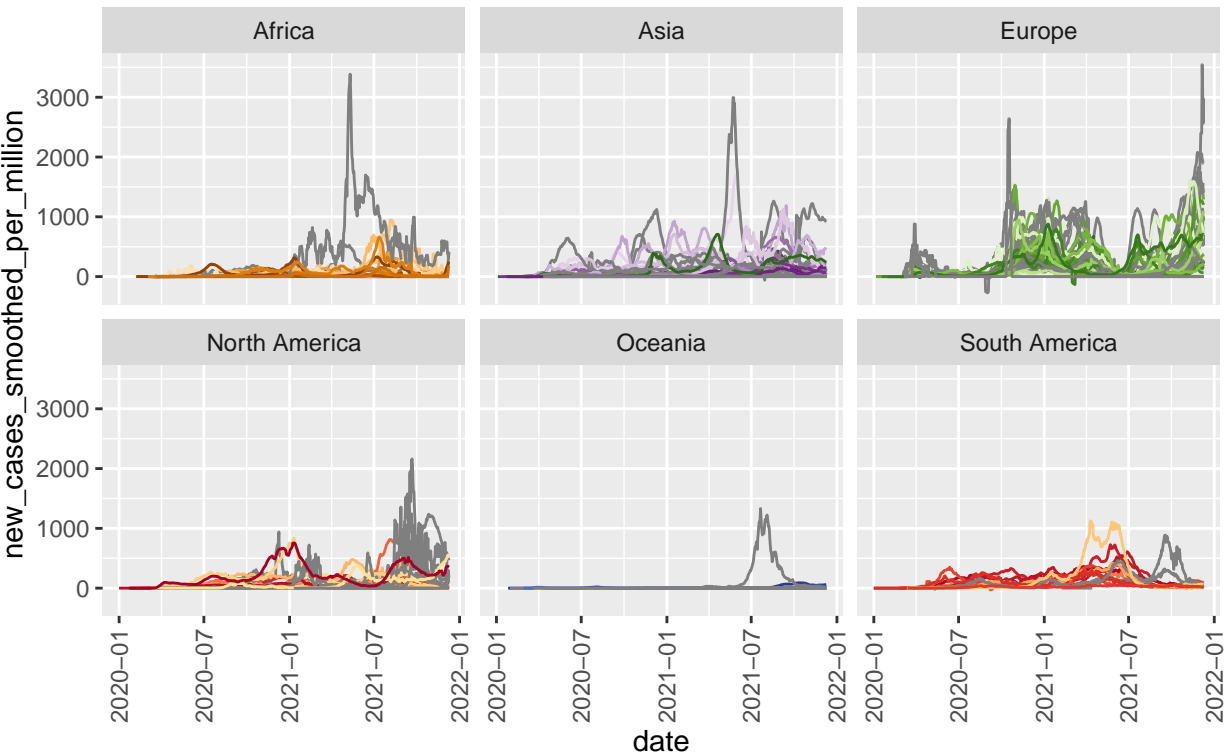 Africa
Asia
Europe
3000
2000
1000
0
North America
Oceania
South America
3000
2000
1000
0
2020−01
2020−07
2021−01
2021−07
2022−01
2020−01
2020−07
2021−01
2021−07
2022−01
2020−01
2020−07
2021−01
2021−07
2022−01
date
new_cases_smoothed_per_million